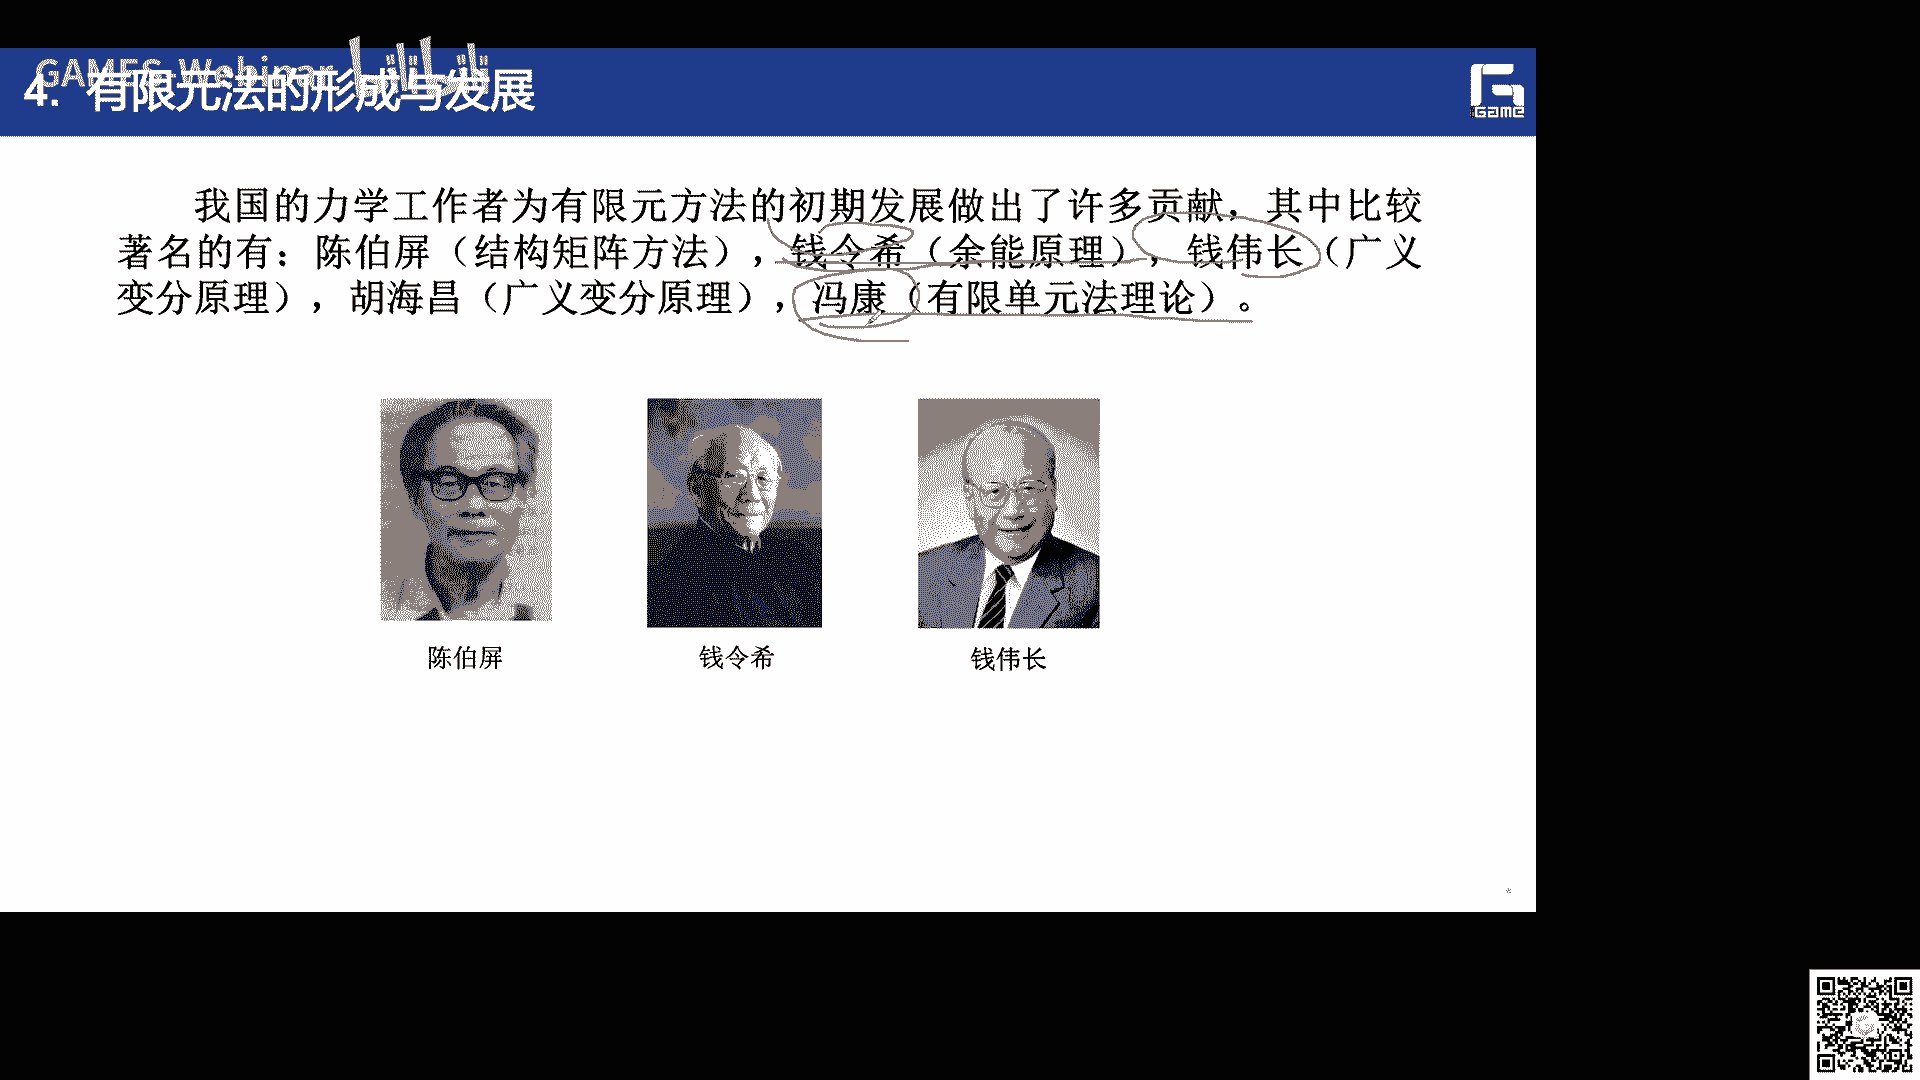 GAMES Webinar bilibili
4. 有限元法的形成与发展
GAME
我国的力学工作者为有限元方法的初期发展做出了许多贡献，其中比较
著名的有：陈伯屏（结构矩阵方法），钱令希（余能原理），钱伟长（广义
变分原理），胡海昌（广义变分原理），冯康（有限单元法理论）。
陈伯屏
钱令希
钱伟长
*